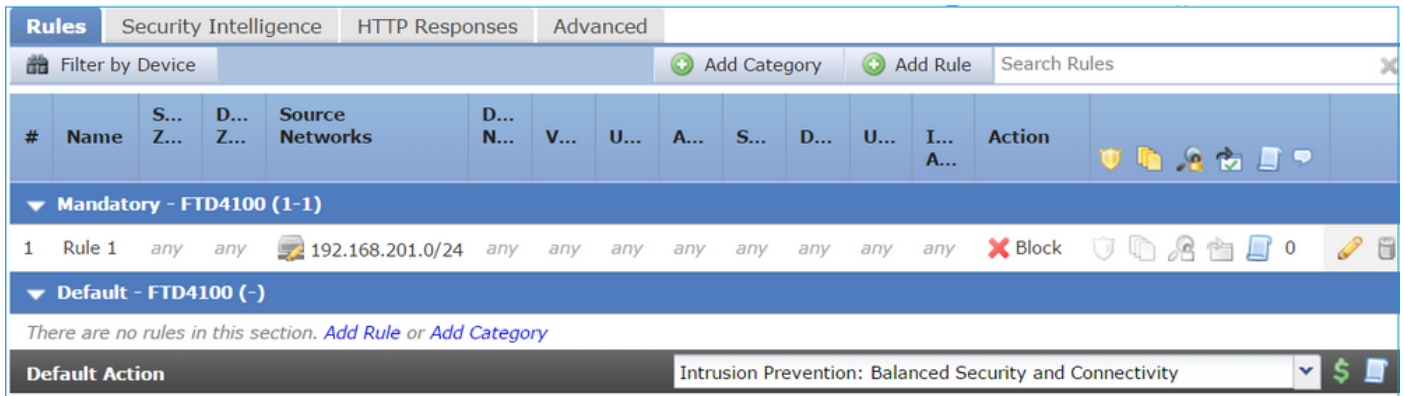 Rules Security Intelligence HTTP Responses Advanced
Filter by Device Add Category Add Rule Search Rules
# Name S... Z... D... Z... Source Networks D... N... V... U... A... S... D... U... I... A... Action
Mandatory - FTD4100 (1-1)
1 Rule 1 any any 192.168.201.0/24 any any any any any any any any Block 0
Default - FTD4100 (-)
There are no rules in this section. Add Rule or Add Category
Default Action Intrusion Prevention: Balanced Security and Connectivity $